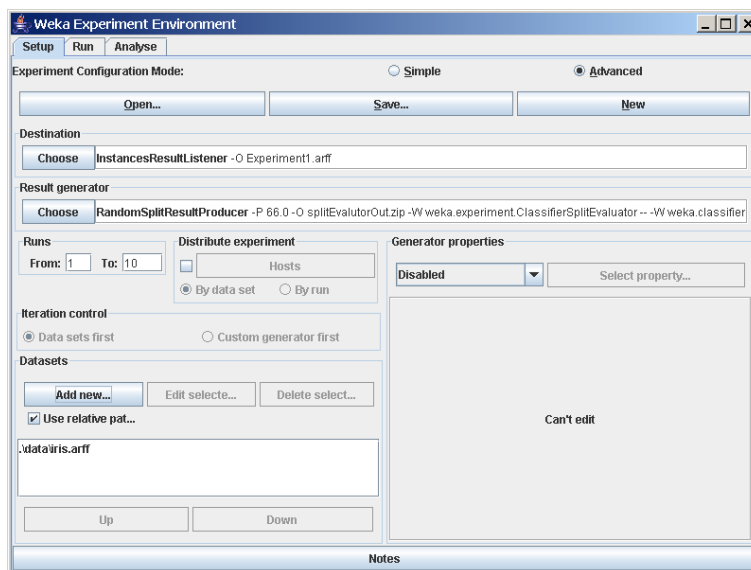 Weka Experiment Environment
Setup Run Analyse
Experiment Configuration Mode: Simple Advanced
Open... Save... New
Destination
Choose InstancesResultListener -O Experiment1.arff
Result generator
Choose RandomSplitResultProducer -P 66.0 -O splitEvalutorOut.zip -W weka.experiment.ClassifierSplitEvaluator -- -W weka.classifier
Runs Distribute experiment Generator properties
From: 1 To: 10 Hosts Disabled Select property...
By data set By run
Iteration control
Data sets first Custom generator first
Datasets
Add new... Edit selecte... Delete select...
Use relative pat... Can't edit
.\data\iris.arff
Up Down
Notes